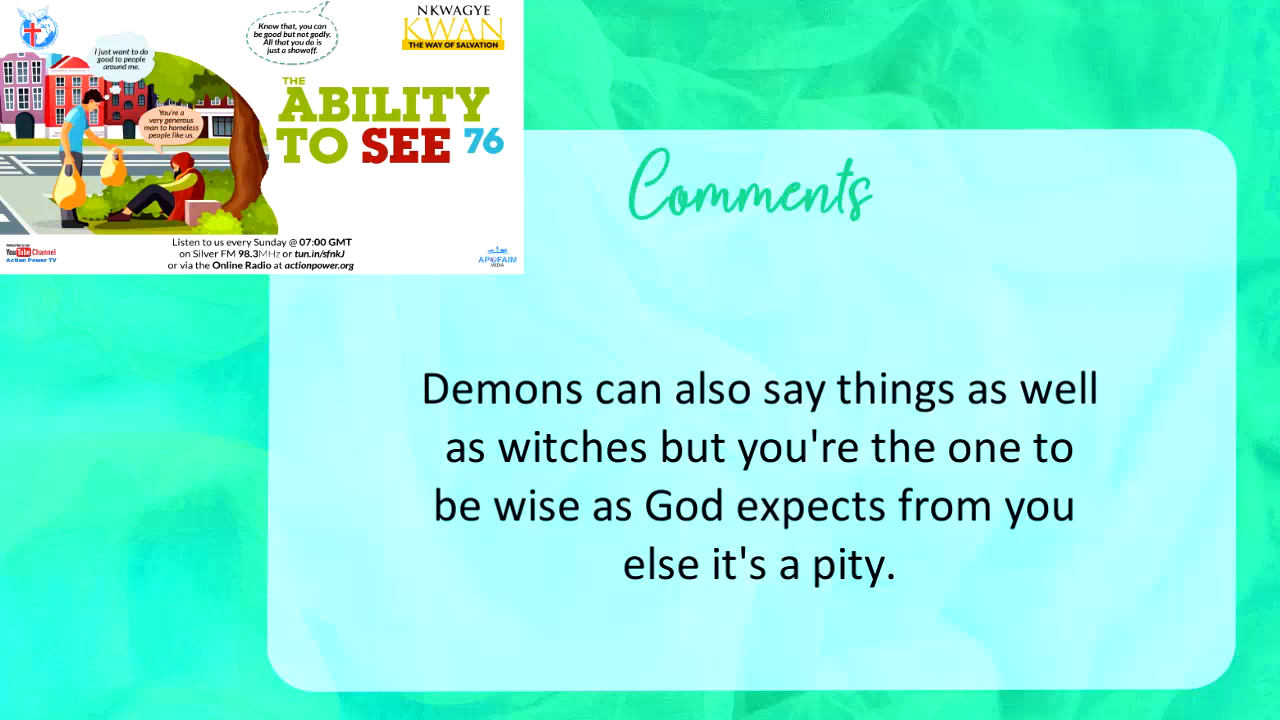 Know that, you can
be good but not godly.
All that you do is
just a showoff.
NKWAGYE
KWAN
THE WAY OF SALVATION
I just want to do
good to people
around me.
You're a
very generous
man to homeless
people like us.
THE
ABILITY
TO SEE 76
Listen to us every Sunday @ 07:00 GMT
on Silver FM 98.3MHz or tun.in/sfnkJ
or via the Online Radio at actionpower.org
YouTube Channel
Action Power TV
APOFAIM
MEDIA
Comments
Demons can also say things as well
as witches but you're the one to
be wise as God expects from you
else it's a pity.